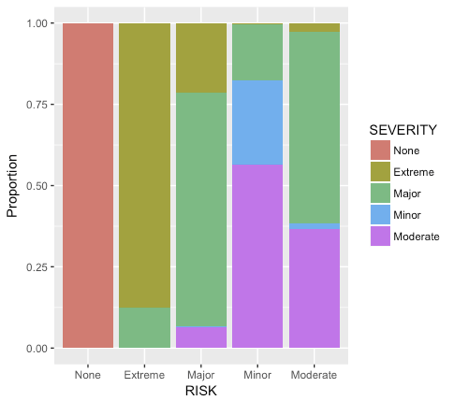 1.00
0.75
0.50
0.25
0.00
Proportion
None Extreme Major Minor Moderate
RISK
SEVERITY
None
Extreme
Major
Minor
Moderate